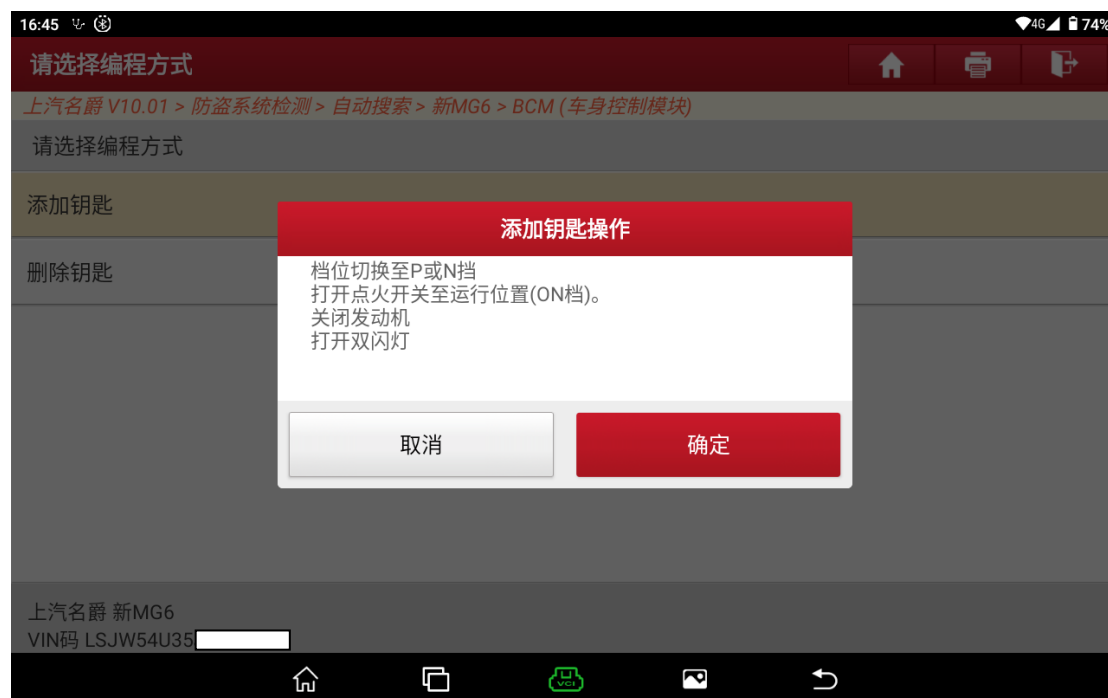 16:45 4G 74%
请选择编程方式
上汽名爵 V10.01 > 防盗系统检测 > 自动搜索 > 新MG6 > BCM (车身控制模块)
请选择编程方式
添加钥匙
删除钥匙
添加钥匙操作
档位切换至P或N挡
打开点火开关至运行位置(ON档)。
关闭发动机
打开双闪灯
取消 确定
上汽名爵 新MG6
VIN码 LSJW54U35
VCI